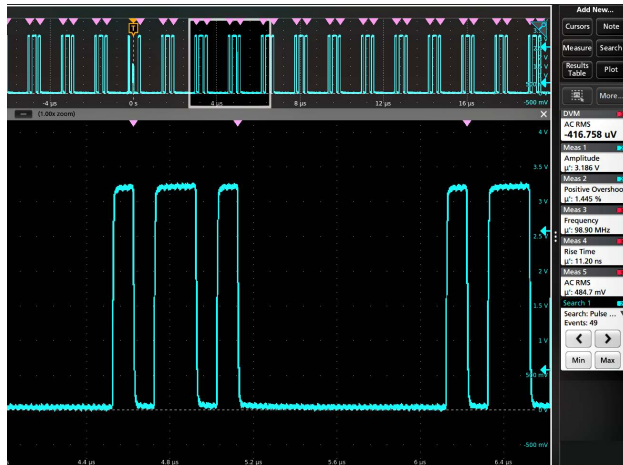 Add New...
Cursors Note
Measure Search
Results Table Plot
More...
T
-4 µs 0 s 4 µs 8 µs 12 µs 16 µs
-500 mV
(1.00x zoom)
4 V
3.5 V
3 V
2.5 V
2 V
1.5 V
1 V
500 mV
0 V
-500 mV
4.4 µs 4.8 µs 5.2 µs 5.6 µs 6 µs 6.4 µs
DVM
AC RMS
-416.758 uV
Meas 1
Amplitude
µ': 3.186 V
Meas 2
Positive Overshoo
µ': 1.445 %
Meas 3
Frequency
µ': 98.90 MHz
Meas 4
Rise Time
µ': 11.20 ns
Meas 5
AC RMS
µ': 484.7 mV
Search 1
Search: Pulse ...
Events: 49
< >
Min Max